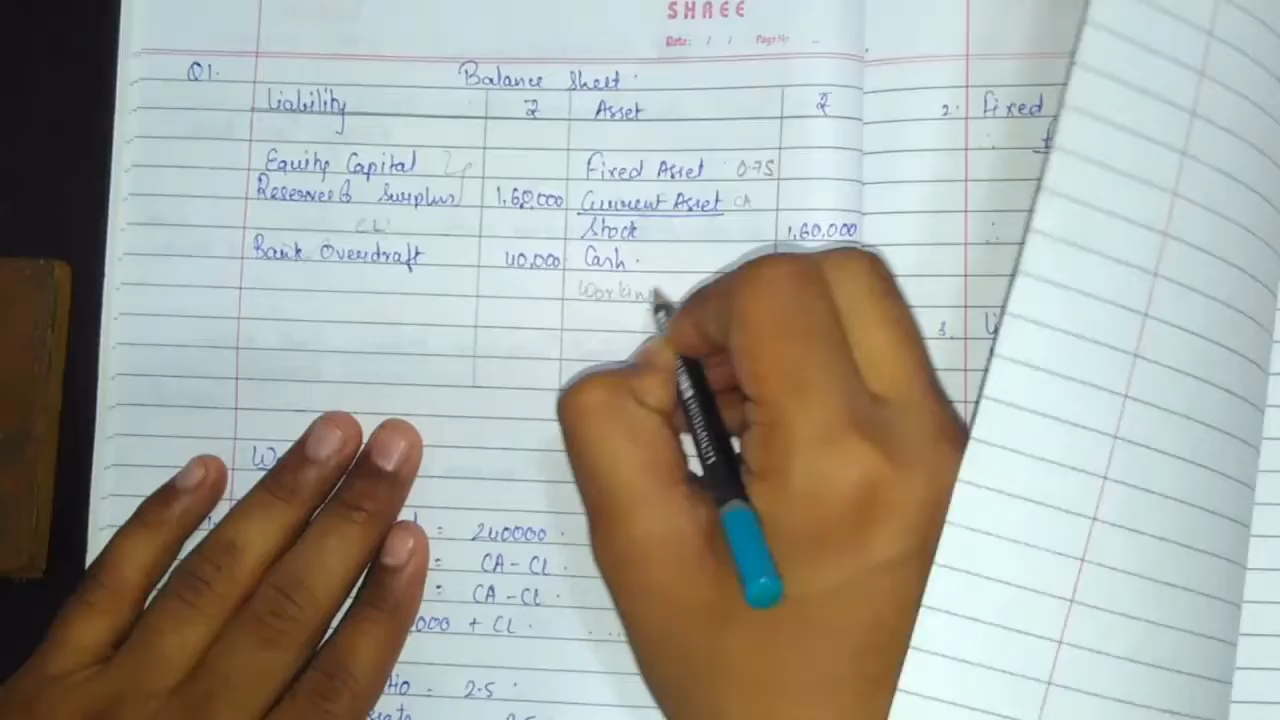 SHREE
Date: / / Page No
Q1. Balance Sheet
Liability ₹ Asset ₹
Equity Capital Fixed Asset 0.75
Reserve & Surplus 1,60,000 Current Asset CA
CL Stock 1,60,000
Bank Overdraft 40,000 Cash
Workin
W
= 240000
= CA - CL
= CA - CL
000 + CL
tio = 2.5
2. Fixed
3.